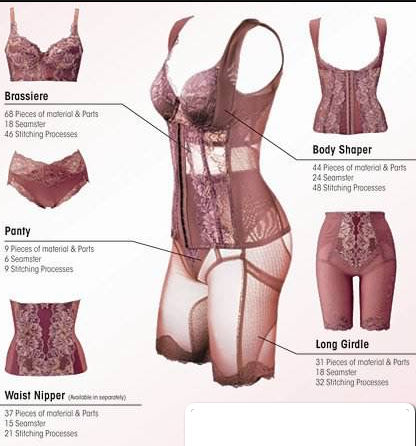 Brassiere
68 Pieces of material & Parts
18 Seamster
46 Stitching Processes
Body Shaper
44 Pieces of material & Parts
24 Seamster
48 Stitching Processes
Panty
9 Pieces of material & Parts
6 Seamster
9 Stitching Processes
Long Girdle
31 Pieces of material & Parts
18 Seamster
32 Stitching Processes
Waist Nipper (Available in separately)
37 Pieces of material & Parts
15 Seamster
21 Stitching Processes